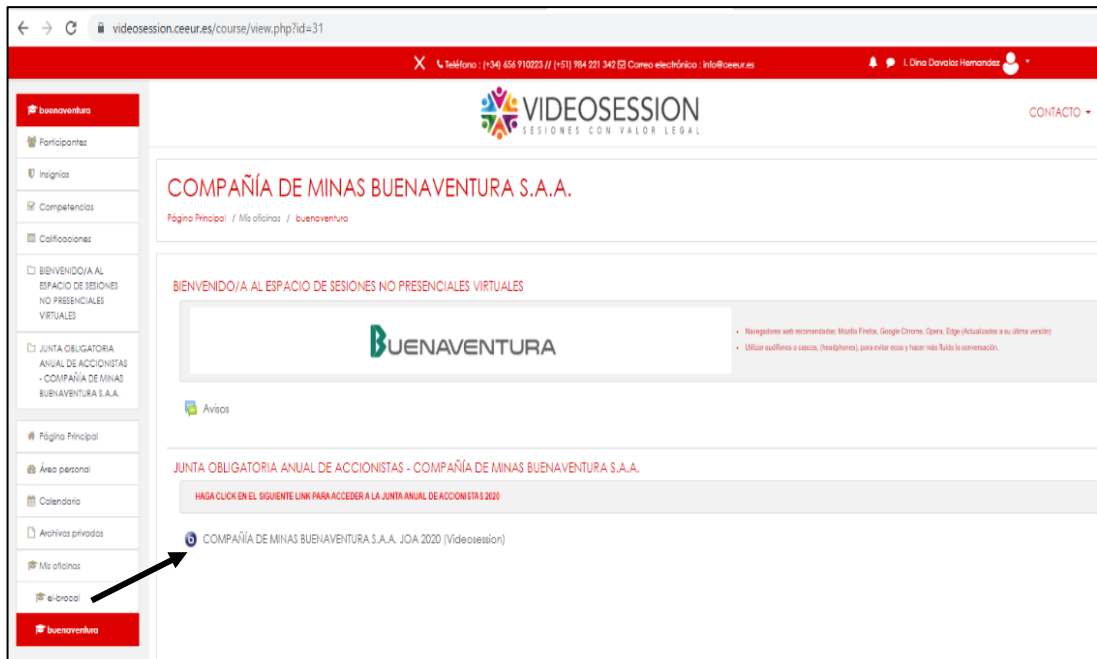 videosession.ceeur.es/course/view.php?id=31
Teléfono : (+34) 656 910223 // (+51) 984 221 342 Correo electrónico : info@ceeur.es
I. Dina Davalos Hernandez
buenaventura
Participantes
Insignias
Competencias
Calificaciones
BIENVENIDO/A AL
ESPACIO DE SESIONES
NO PRESENCIALES
VIRTUALES
JUNTA OBLIGATORIA
ANUAL DE ACCIONISTAS
- COMPAÑÍA DE MINAS
BUENAVENTURA S.A.A.
Página Principal
Área personal
Calendario
Archivos privados
Mis oficinas
el-brocal
buenaventura
VIDEOSESSION
SESIONES CON VALOR LEGAL
CONTACTO
COMPAÑÍA DE MINAS BUENAVENTURA S.A.A.
Página Principal / Mis oficinas / buenaventura
BIENVENIDO/A AL ESPACIO DE SESIONES NO PRESENCIALES VIRTUALES
BUENAVENTURA
• Navegadores web recomendados: Mozilla Firefox, Google Chrome, Opera, Edge (Actualizados a su última versión)
• Utilizar audífonos o cascos, (headphones), para evitar ecos y hacer más fluida la conversación.
Avisos
JUNTA OBLIGATORIA ANUAL DE ACCIONISTAS - COMPAÑÍA DE MINAS BUENAVENTURA S.A.A.
HAGA CLICK EN EL SIGUIENTE LINK PARA ACCEDER A LA JUNTA ANUAL DE ACCIONISTAS 2020
COMPAÑÍA DE MINAS BUENAVENTURA S.A.A. JOA 2020 (Videosession)